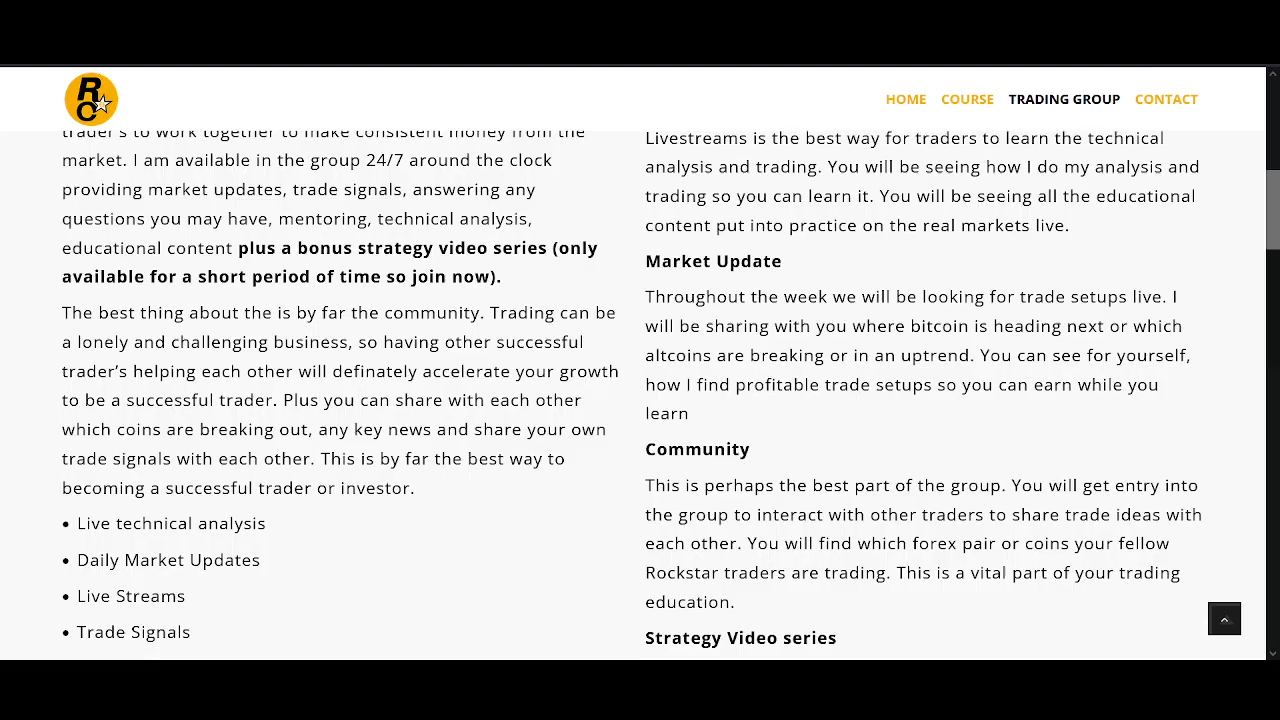 R
C
HOME COURSE TRADING GROUP CONTACT
trader's to work together to make consistent money from the
market. I am available in the group 24/7 around the clock
providing market updates, trade signals, answering any
questions you may have, mentoring, technical analysis,
educational content plus a bonus strategy video series (only
available for a short period of time so join now).
The best thing about the is by far the community. Trading can be
a lonely and challenging business, so having other successful
trader’s helping each other will definately accelerate your growth
to be a successful trader. Plus you can share with each other
which coins are breaking out, any key news and share your own
trade signals with each other. This is by far the best way to
becoming a successful trader or investor.
• Live technical analysis
• Daily Market Updates
• Live Streams
• Trade Signals
Livestreams is the best way for traders to learn the technical
analysis and trading. You will be seeing how I do my analysis and
trading so you can learn it. You will be seeing all the educational
content put into practice on the real markets live.
Market Update
Throughout the week we will be looking for trade setups live. I
will be sharing with you where bitcoin is heading next or which
altcoins are breaking or in an uptrend. You can see for yourself,
how I find profitable trade setups so you can earn while you
learn
Community
This is perhaps the best part of the group. You will get entry into
the group to interact with other traders to share trade ideas with
each other. You will find which forex pair or coins your fellow
Rockstar traders are trading. This is a vital part of your trading
education.
Strategy Video series